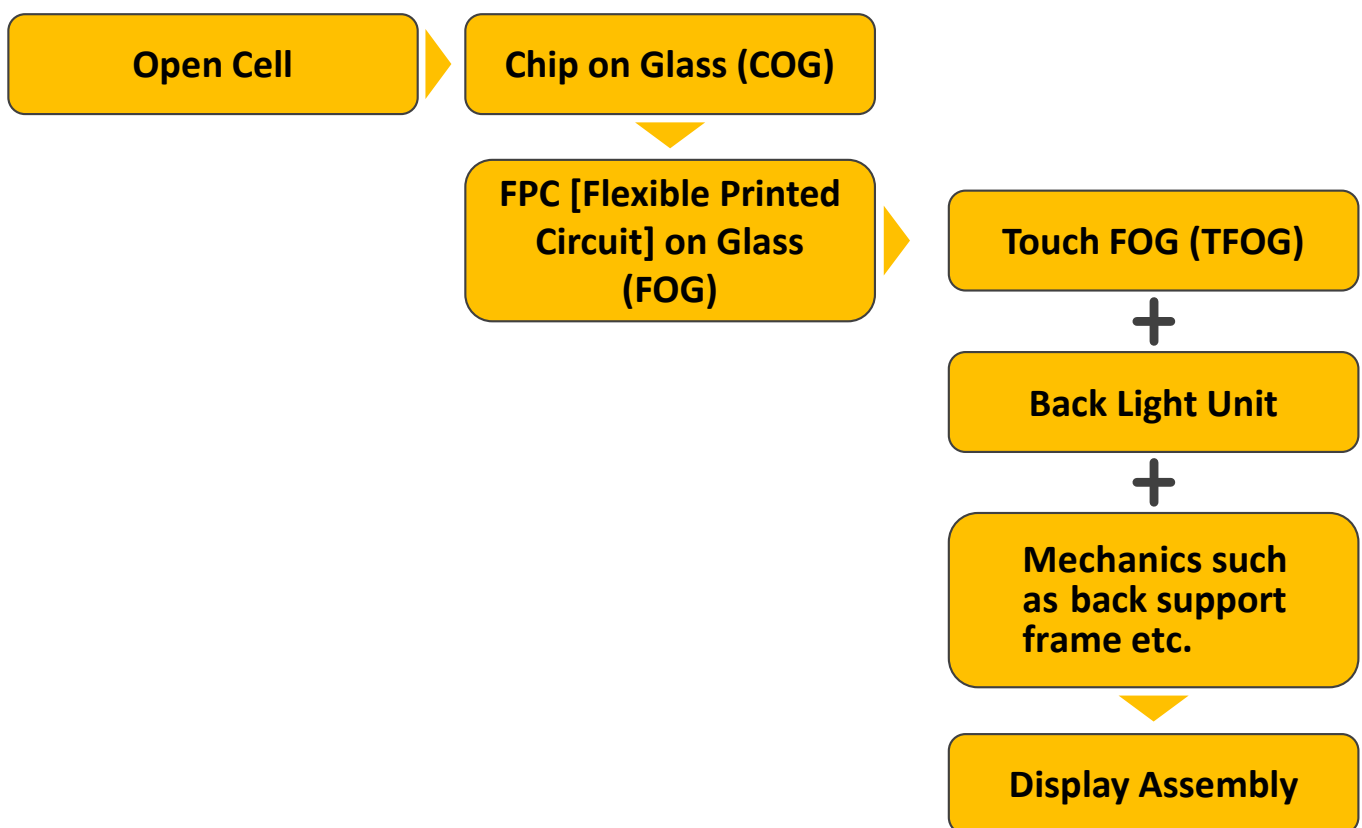 Open Cell
Chip on Glass (COG)
FPC [Flexible Printed
Circuit] on Glass
(FOG)
Touch FOG (TFOG)
Back Light Unit
Mechanics such
as back support
frame etc.
Display Assembly